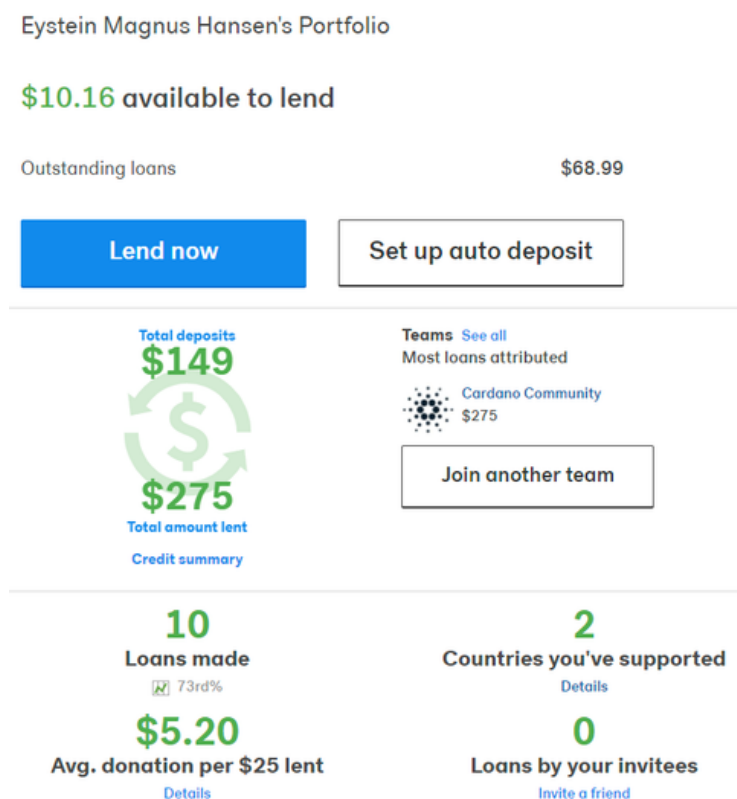 Eystein Magnus Hansen's Portfolio
$10.16 available to lend
Outstanding loans $68.99
Lend now
Set up auto deposit
Total deposits
$149
$
$275
Total amount lent
Credit summary
Teams See all
Most loans attributed
Cardano Community
$275
Join another team
10
Loans made
73rd%
2
Countries you've supported
Details
$5.20
Avg. donation per $25 lent
Details
0
Loans by your invitees
Invite a friend